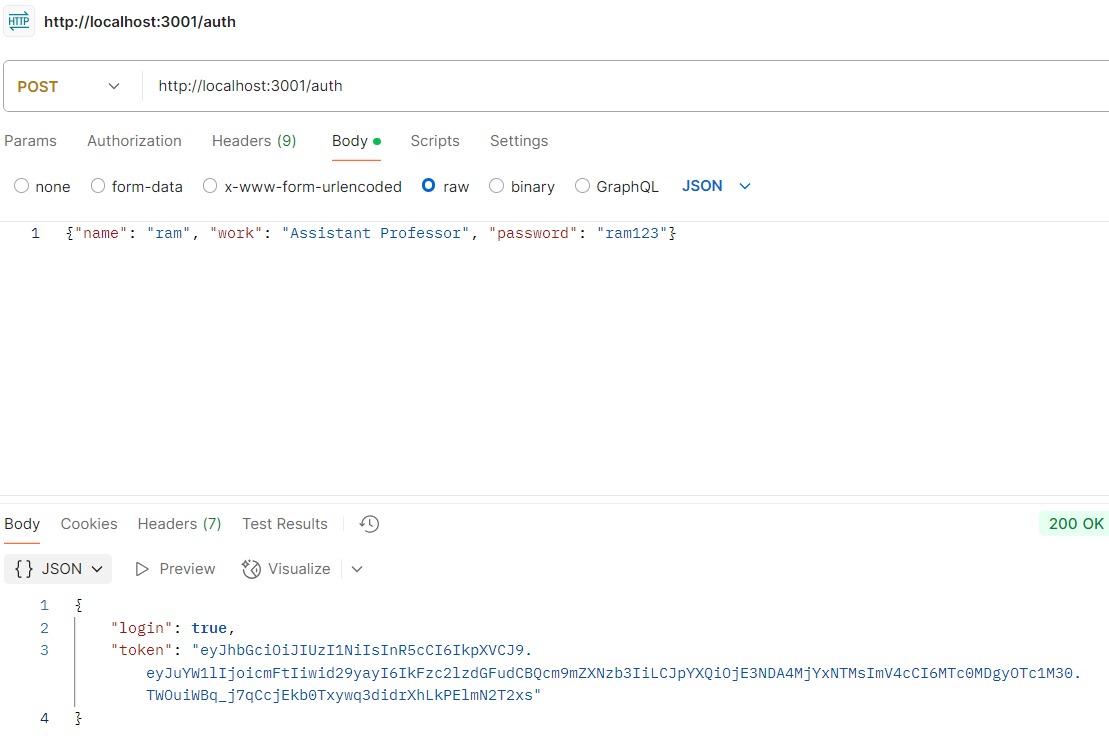 HTTP http://localhost:3001/auth
POST http://localhost:3001/auth
Params Authorization Headers (9) Body Scripts Settings
none form-data x-www-form-urlencoded raw binary GraphQL JSON
1 {"name": "ram", "work": "Assistant Professor", "password": "ram123"}
Body Cookies Headers (7) Test Results 200 OK
{} JSON Preview Visualize
1 {
2 "login": true,
3 "token": "eyJhbGciOiJIUzI1NiIsInR5cCI6IkpXVCJ9.
eyJuYW1lIjoicmFtIiwid29yayI6IkFzc2lzdGFudCBQcm9mZXNzb3IiLCJpYXQiOjE3NDA4MjYxNTMsImV4cCI6MTc0MDgyOTc1M30.
TWOuiWBq_j7qCcjEkb0Txywq3didrXhLkPElmN2T2xs"
4 }